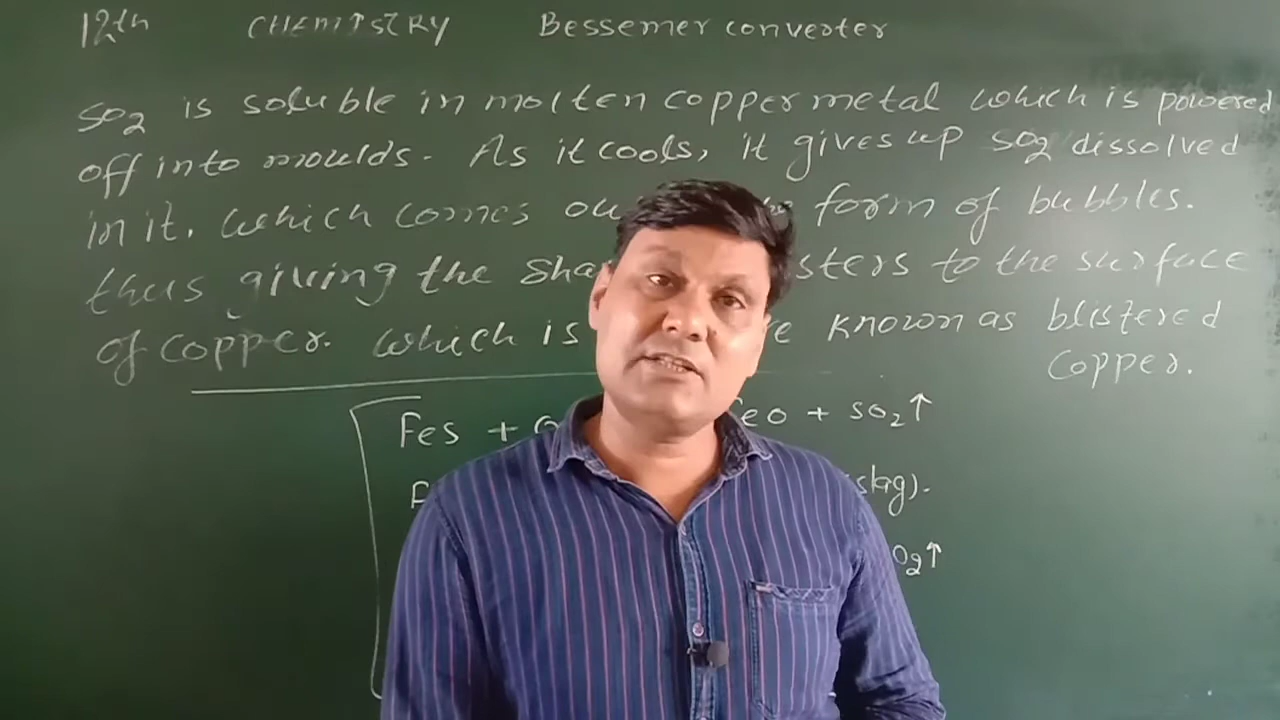 12th CHEMISTRY Bessemer converter
SO2 is soluble in molten copper metal which is powered
off into moulds. As it cools, it gives up SO2 dissolved
in it. which comes form of bubbles.
thus giving the to the surface
of copper. which is known as blistered
copper.
FeS + + SO2↑
slag).
O2↑